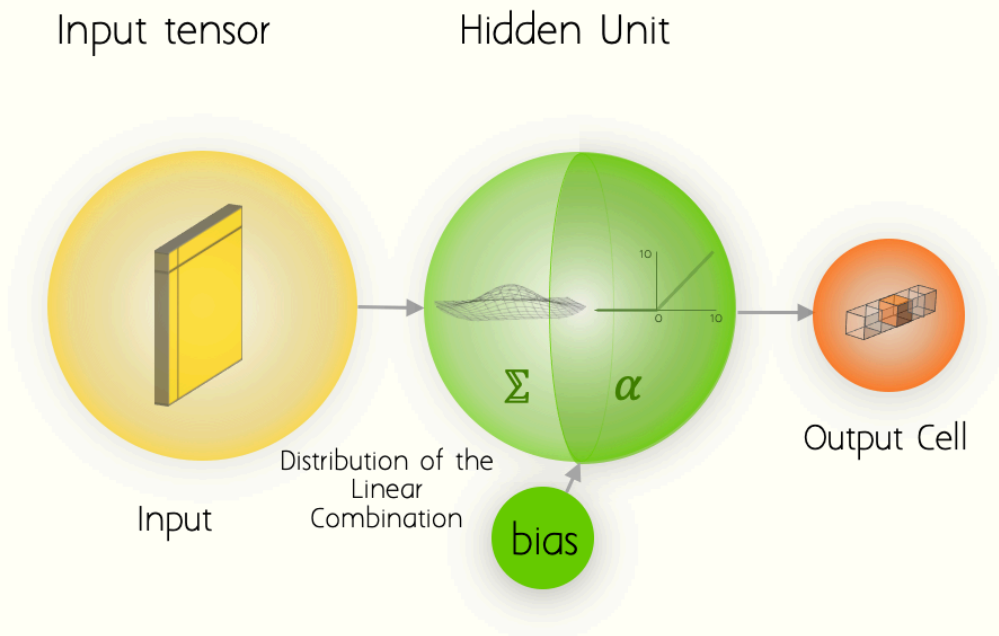 Input tensor
Hidden Unit
10
0
10
Σ
α
Output Cell
Distribution of the
Linear
Combination
Input
bias